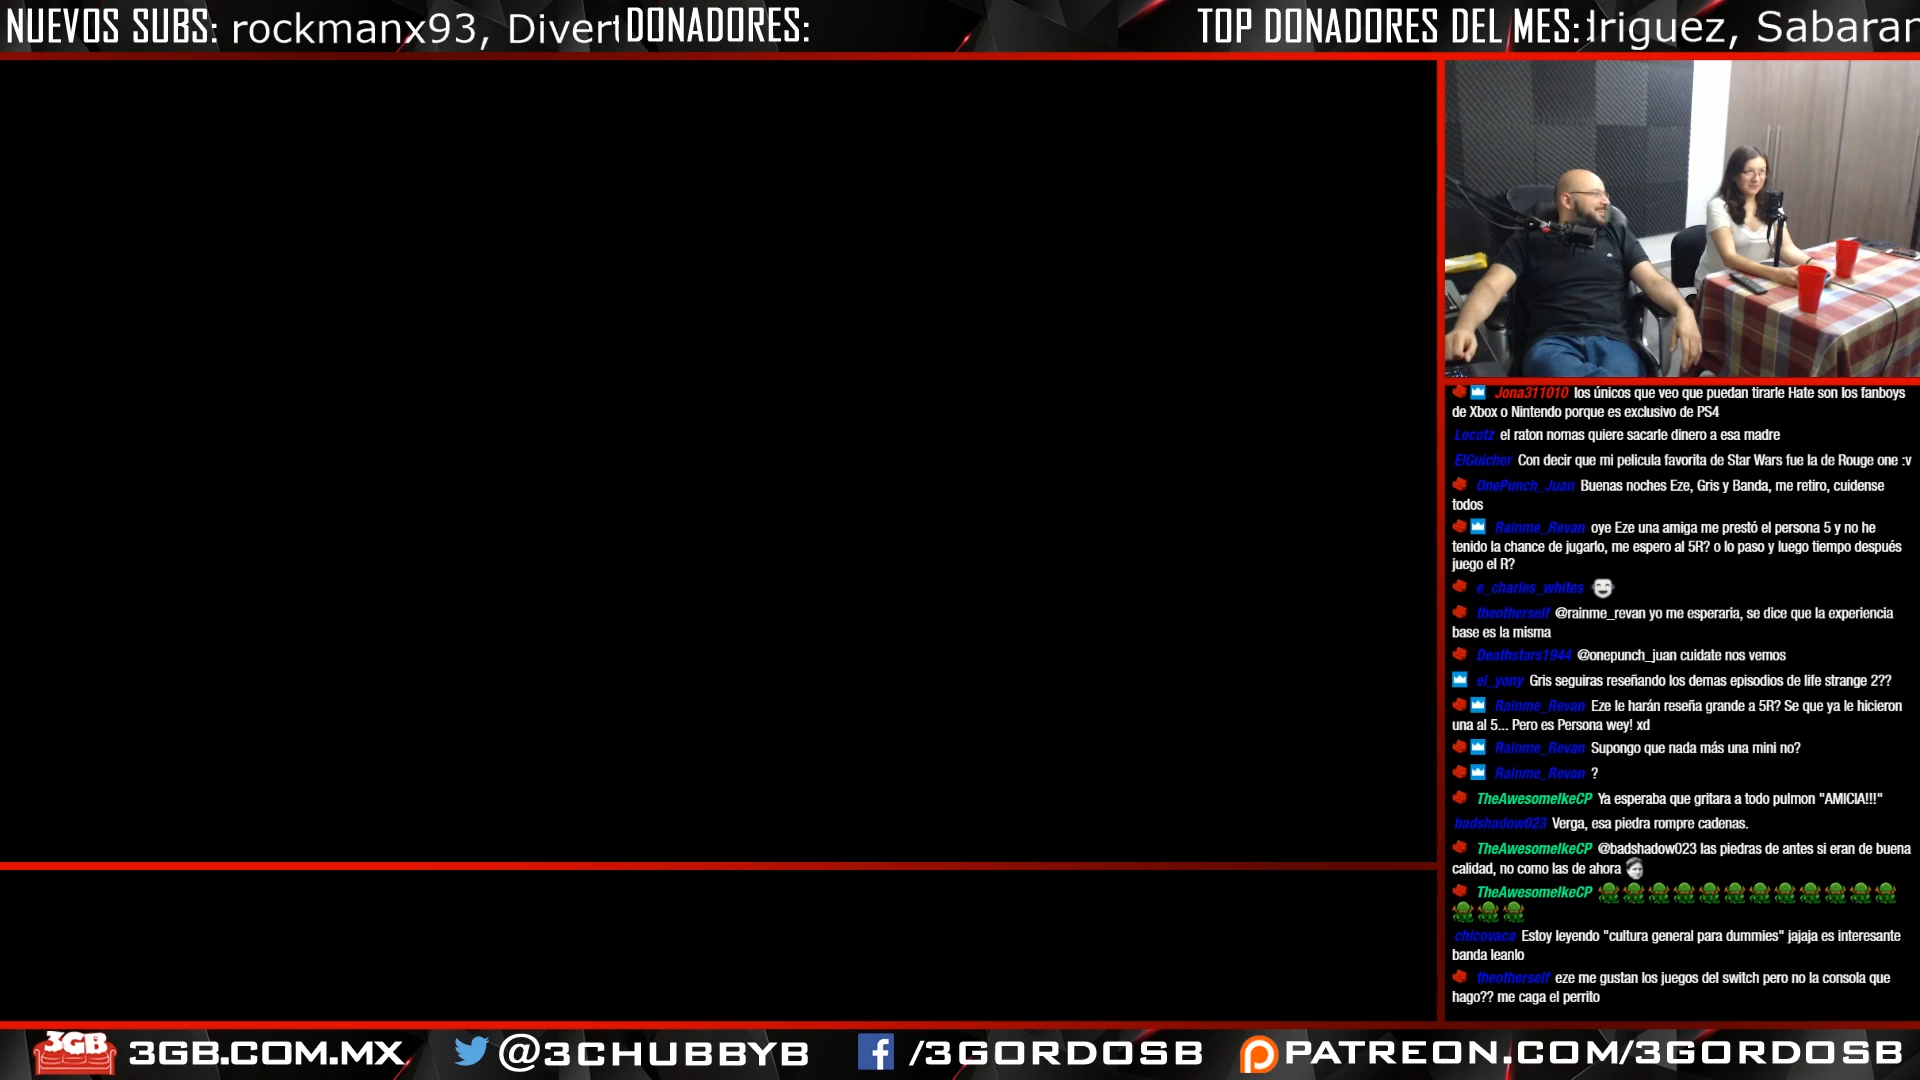 NUEVOS SUBS: rockmanx93, Divert DONADORES: TOP DONADORES DEL MES: driguez, Sabaran
Jona311010 los únicos que veo que puedan tirarle Hate son los fanboys
de Xbox o Nintendo porque es exclusivo de PS4
Locotz el raton nomas quiere sacarle dinero a esa madre
ElGuicher Con decir que mi pelicula favorita de Star Wars fue la de Rouge one :v
OnePunch_Juan Buenas noches Eze, Gris y Banda, me retiro, cuidense
todos
Rainme_Revan oye Eze una amiga me prestó el persona 5 y no he
tenido la chance de jugarlo, me espero al 5R? o lo paso y luego tiempo después
juego el R?
e_charles_whites
theotherself @rainme_revan yo me esperaria, se dice que la experiencia
base es la misma
Deathstars1944 @onepunch_juan cuidate nos vemos
el_yony Gris seguiras reseñando los demas episodios de life strange 2??
Rainme_Revan Eze le harán reseña grande a 5R? Se que ya le hicieron
una al 5... Pero es Persona wey! xd
Rainme_Revan Supongo que nada más una mini no?
Rainme_Revan ?
TheAwesomeIkeCP Ya esperaba que gritara a todo pulmon "AMICIA!!!"
badshadow023 Verga, esa piedra rompre cadenas.
TheAwesomeIkeCP @badshadow023 las piedras de antes si eran de buena
calidad, no como las de ahora
TheAwesomeIkeCP
chicovaca Estoy leyendo "cultura general para dummies" jajaja es interesante
banda leanlo
theotherself eze me gustan los juegos del switch pero no la consola que
hago?? me caga el perrito
3GB 3GB.COM.MX @3CHUBBYB /3GORDOSB PATREON.COM/3GORDOSB